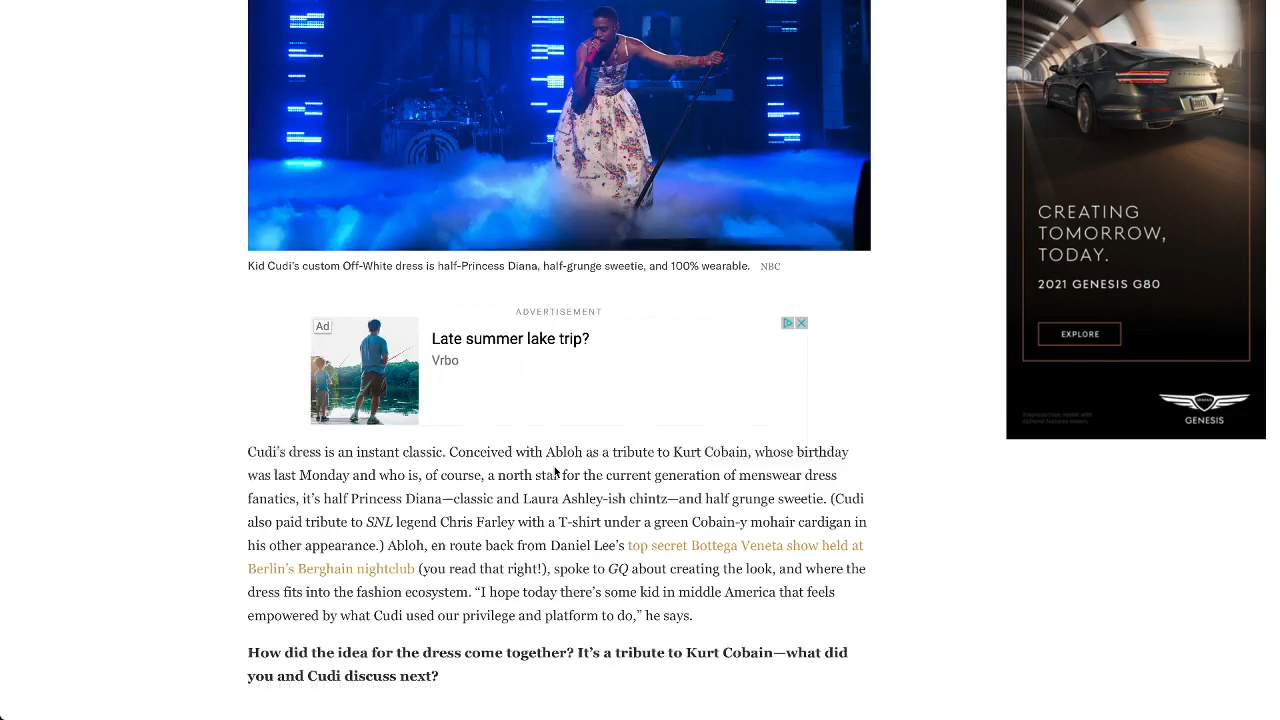 Kid Cudi's custom Off-White dress is half-Princess Diana, half-grunge sweetie, and 100% wearable. NBC
ADVERTISEMENT
Ad
Late summer lake trip?
Vrbo
Cudi's dress is an instant classic. Conceived with Abloh as a tribute to Kurt Cobain, whose birthday
was last Monday and who is, of course, a north star for the current generation of menswear dress
fanatics, it's half Princess Diana—classic and Laura Ashley-ish chintz—and half grunge sweetie. (Cudi
also paid tribute to SNL legend Chris Farley with a T-shirt under a green Cobain-y mohair cardigan in
his other appearance.) Abloh, en route back from Daniel Lee's top secret Bottega Veneta show held at
Berlin's Berghain nightclub (you read that right!), spoke to GQ about creating the look, and where the
dress fits into the fashion ecosystem. “I hope today there's some kid in middle America that feels
empowered by what Cudi used our privilege and platform to do,” he says.
How did the idea for the dress come together? It's a tribute to Kurt Cobain—what did
you and Cudi discuss next?
CREATING
TOMORROW,
TODAY.
2021 GENESIS G80
EXPLORE
GENESIS